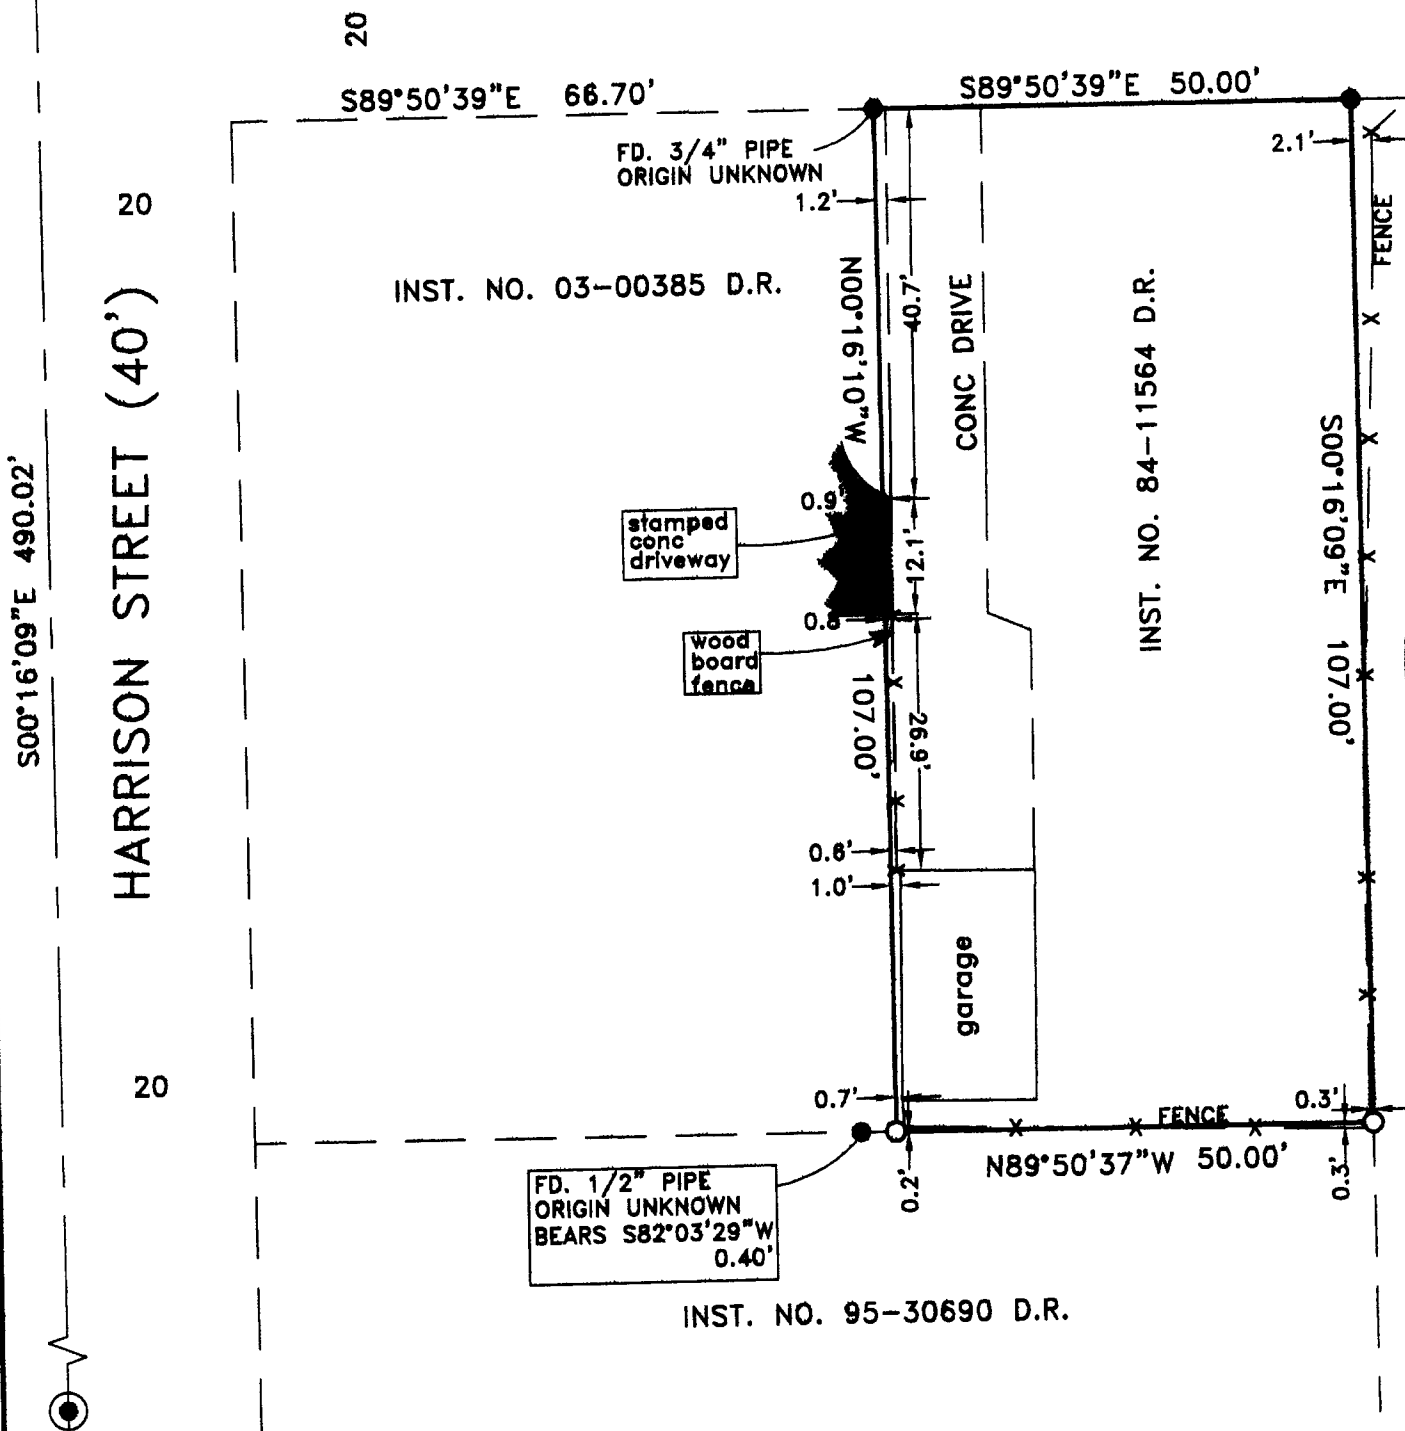 20
S89°50'39"E 66.70'
S89°50'39"E 50.00'
FD. 3/4" PIPE
ORIGIN UNKNOWN
2.1'
1.2'
20
FENCE
INST. NO. 03-00385 D.R.
N00°16'10"W
40.7'
CONC DRIVE
INST. NO. 84-11564 D.R.
HARRISON STREET (40')
S00°16'09"E 490.02'
S00°16'09"E 107.00'
0.9'
stamped
conc
driveway
12.1'
0.8
wood
board
fence
107.00'
26.9'
0.6'
1.0'
garage
20
0.7'
FENCE
0.3'
N89°50'37"W 50.00'
0.2'
0.3'
FD. 1/2" PIPE
ORIGIN UNKNOWN
BEARS S82°03'29"W
0.40'
INST. NO. 95-30690 D.R.